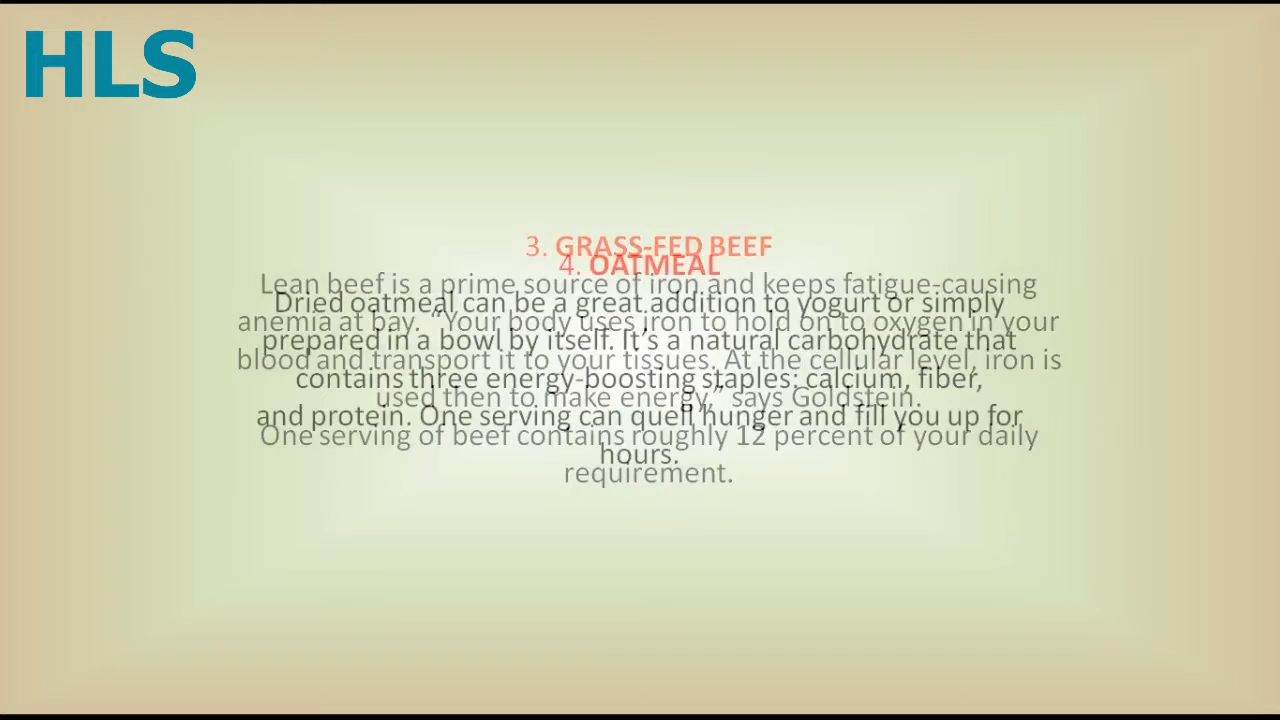 HLS
3. GRASS-FED BEEF
Lean beef is a prime source of iron and keeps fatigue-causing
anemia at bay. “Your body uses iron to hold on to oxygen in your
blood and transport it to your tissues. At the cellular level, iron is
used then to make energy,” says Goldstein.
One serving of beef contains roughly 12 percent of your daily
requirement.
4. OATMEAL
Dried oatmeal can be a great addition to yogurt or simply
prepared in a bowl by itself. It’s a natural carbohydrate that
contains three energy-boosting staples: calcium, fiber,
and protein. One serving can quell hunger and fill you up for
hours.